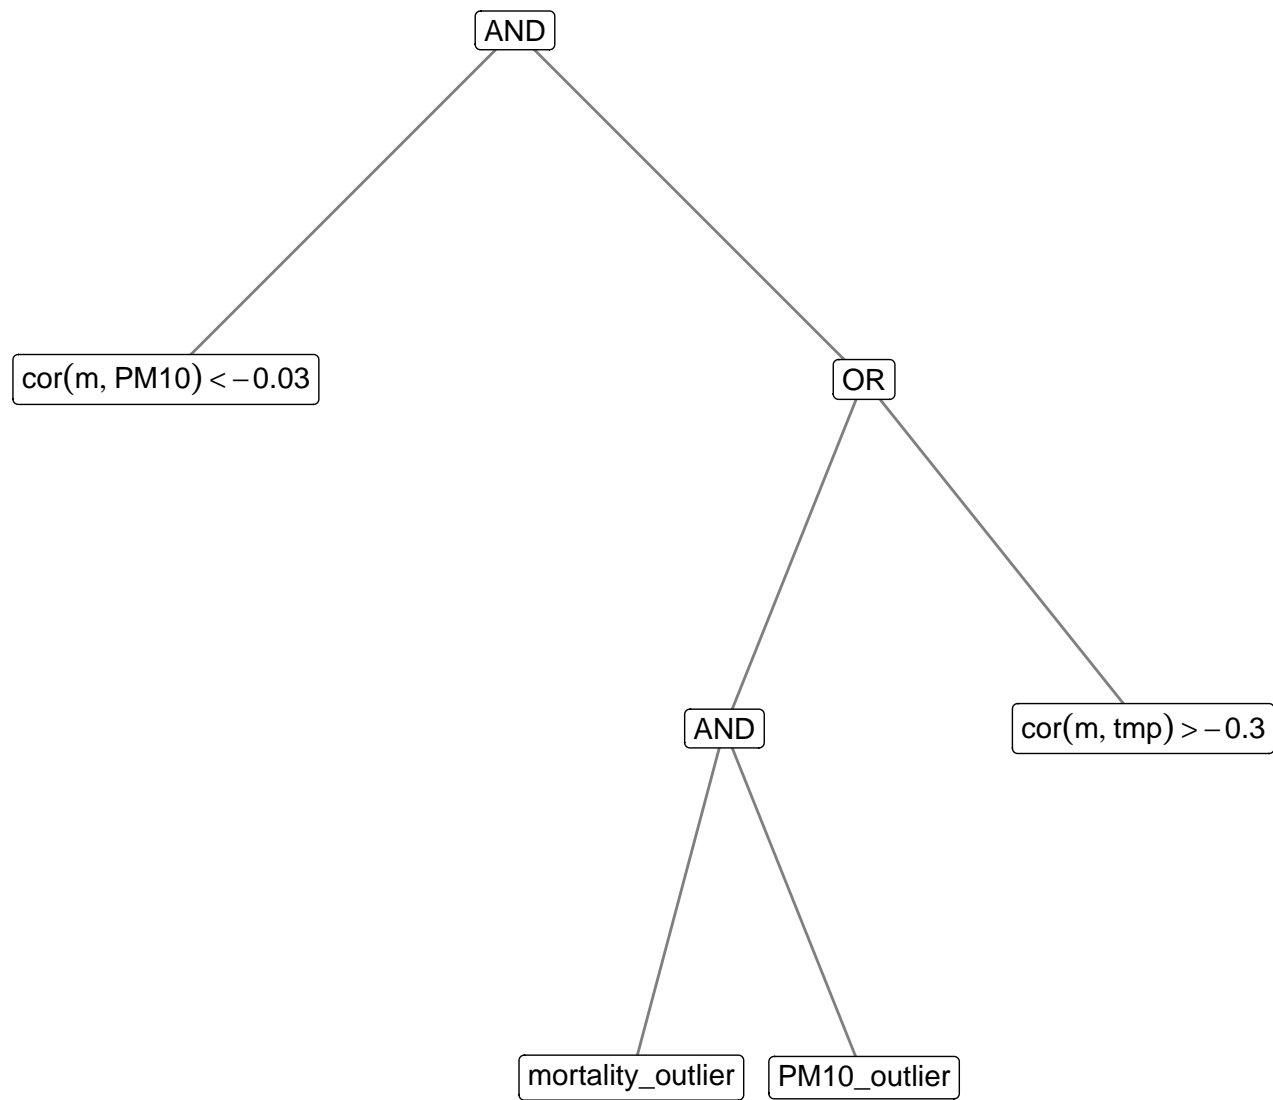 AND
cor(m, PM10) < −0.03
OR
AND
cor(m, tmp) > −0.3
mortality_outlier
PM10_outlier